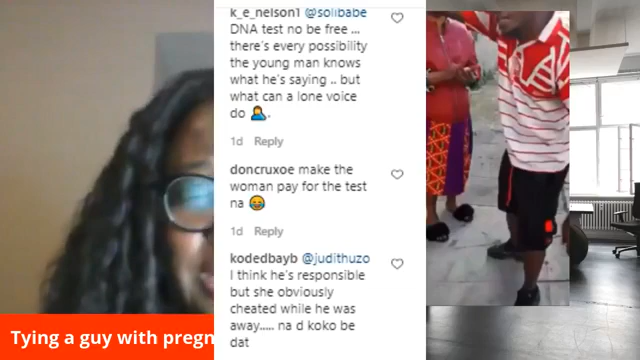 k_e_nelson1 @solibabe
DNA test no be free ...
there's every possibility
the young man knows
what he's saying .. but
what can a lone voice
do 🤦‍♂️.
1d Reply
doncruxoe make the
woman pay for the test
na 😂
1d Reply
kodedbayb @judithuzo
I think he's responsible
but she obviously
cheated while he was
away..... na d koko be
dat
Tying a guy with pregn